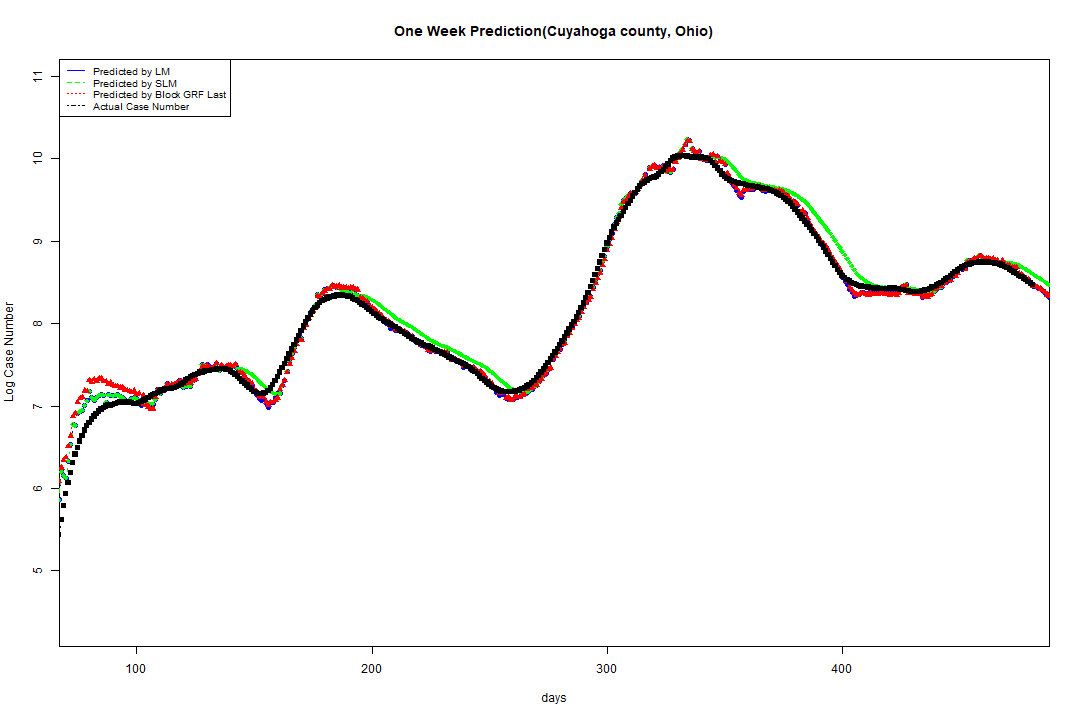 One Week Prediction(Cuyahoga county, Ohio)
Predicted by LM
Predicted by SLM
Predicted by Block GRF Last
Actual Case Number
Log Case Number
11
10
9
8
7
6
5
100 200 300 400
days